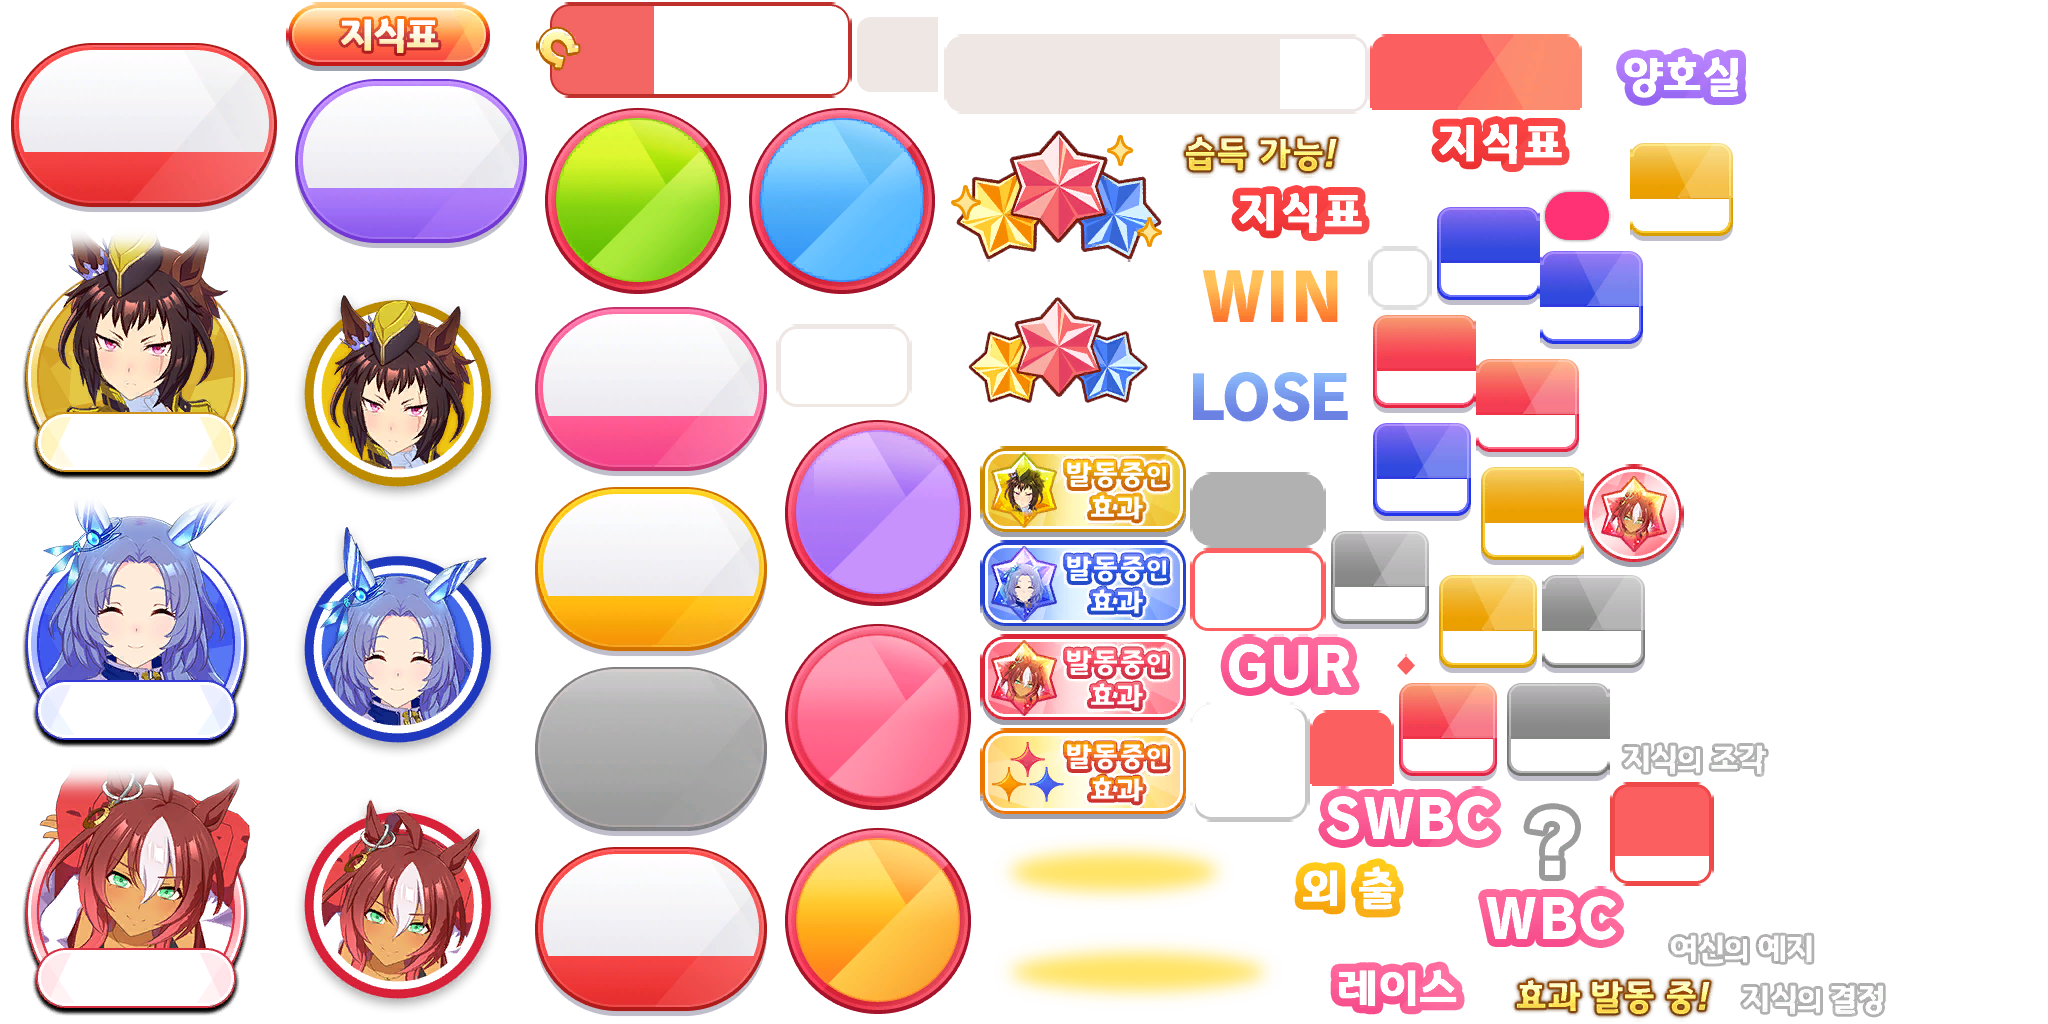 지식표
양호실
지식표
습득 가능!
지식표
WIN
LOSE
발동중인
효과
발동중인
효과
발동중인
효과
발동중인
효과
GUR
지식의 조각
SWBC
?
외출
WBC
여신의 예지
레이스
효과 발동 중!
지식의 결정